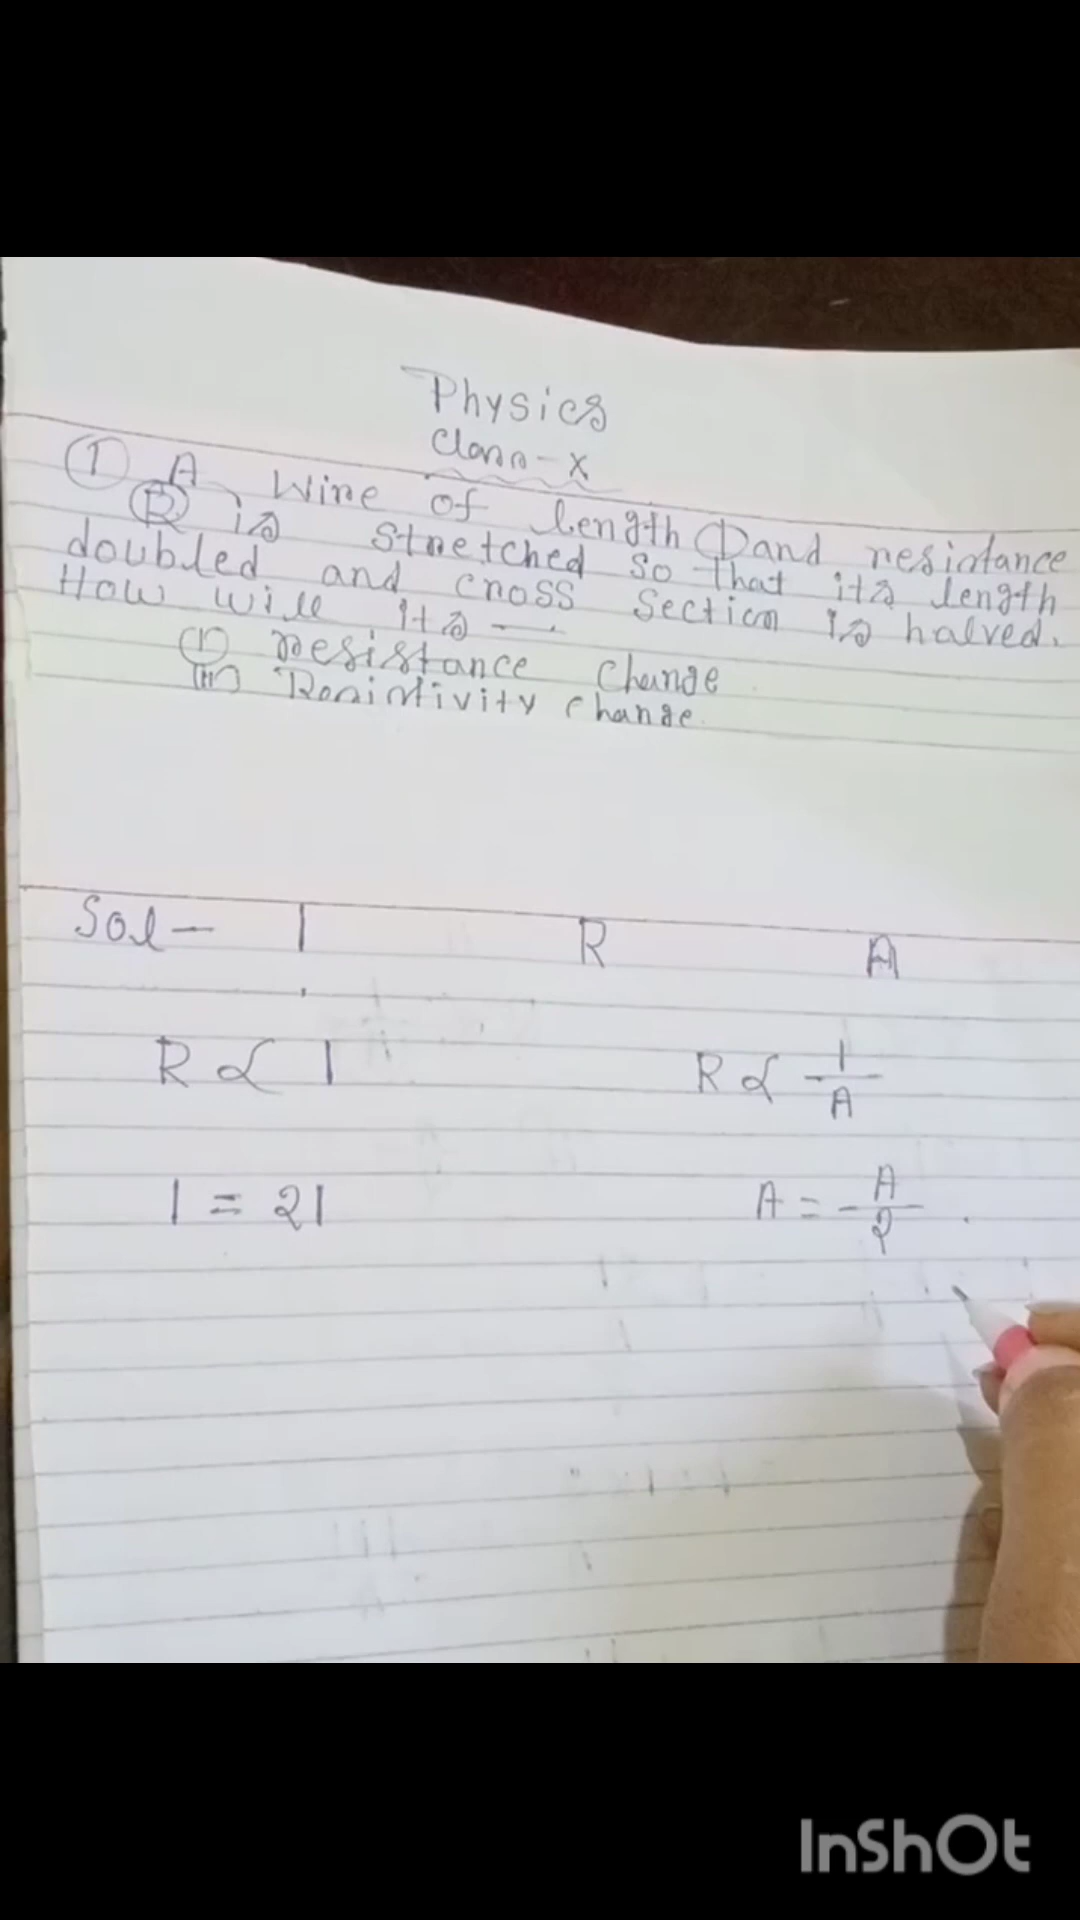 Physics
Class-X
① A wire of length ⓛ and resistance
Ⓡ is stretched so that its length
doubled and cross section is halved.
How will its —
(i) resistance change
(ii) Resistivity change.
Sol — l R A
R ∝ l R ∝ 1/A
l = 2l A = A/2 .
InShOt